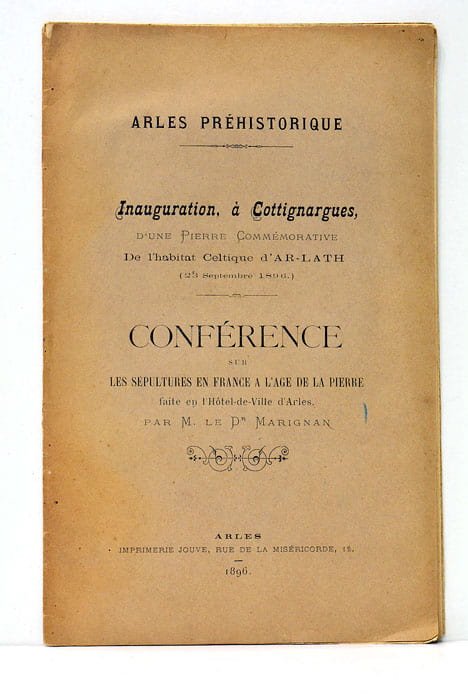 ARLES PRÉHISTORIQUE
Inauguration, à Cottignargues,
D'UNE PIERRE COMMÉMORATIVE
De l'habitat Celtique d'AR-LATH
Septembre 1896.)
CONFÉRENCE
SUR
LES SÉPULTURES EN FRANCE A L'AGE DE LA PIERRE
faite en l'Hôtel-de-Ville d'Arles.
PAR M. LE DR MARIGNAN
ARLES
IMPRIMERIE JOUVE, RUE DE LA MISÉRICORDE, 12.
1896.